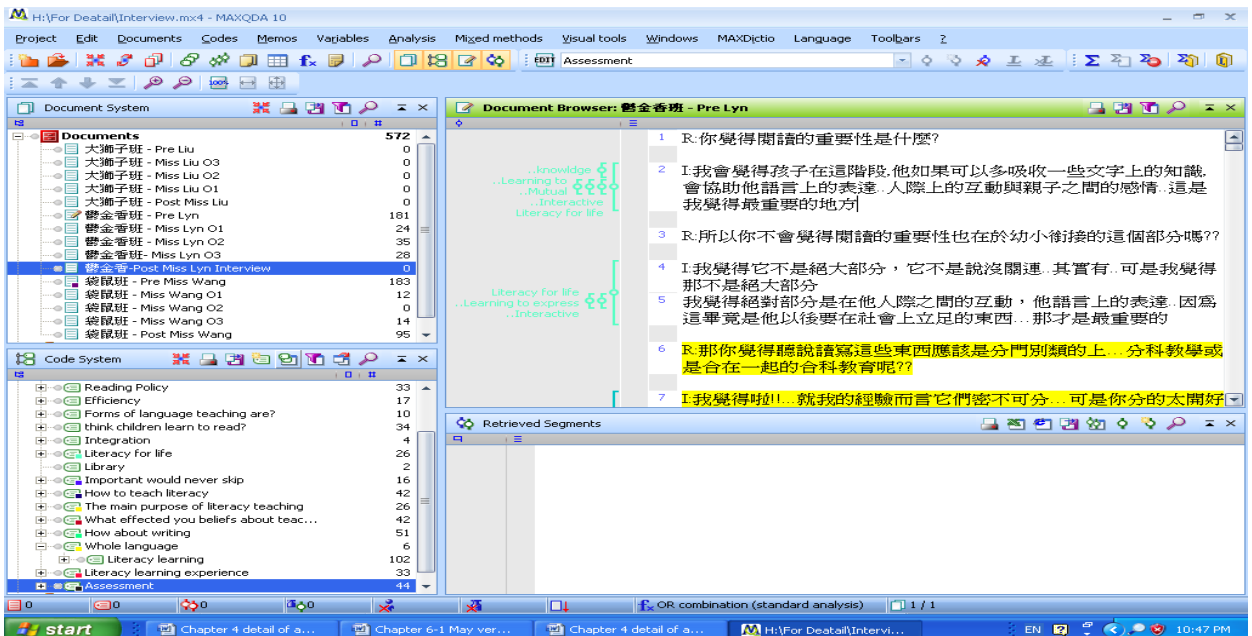 H:\For Deatail\Interview.mx4 - MAXQDA 10
Project Edit Documents Codes Memos Variables Analysis Mixed methods Visual tools Windows MAXDictio Language Toolbars ?
Assessment
Document System
Documents 572
大獅子班 - Pre Liu 0
大獅子班 - Miss Liu O3 0
大獅子班 - Miss Liu O2 0
大獅子班 - Miss Liu O1 0
大獅子班 - Post Miss Liu 0
鬱金香班 - Pre Lyn 181
鬱金香班 - Miss Lyn O1 24
鬱金香班 - Miss Lyn O2 35
鬱金香班- Miss Lyn O3 28
鬱金香-Post Miss Lyn Interview 0
袋鼠班 - Pre Miss Wang 183
袋鼠班 - Miss Wang O1 12
袋鼠班 - Miss Wang O2 0
袋鼠班 - Miss Wang O3 14
袋鼠班 - Post Miss Wang 95
Code System
Reading Policy 33
Efficiency 17
Forms of language teaching are? 10
think children learn to read? 34
Integration 4
Literacy for life 26
Library 2
Important would never skip 16
How to teach literacy 42
The main purpose of literacy teaching 26
What effected you beliefs about teac... 42
How about writing 51
Whole language 6
Literacy learning 102
Literacy learning experience 33
Assessment 44
Document Browser: 鬱金香班 - Pre Lyn
1 R:你覺得閱讀的重要性是什麼?
..knowldge
..Learning to
..Mutual
..Interactive
Literacy for life
2 I:我會覺得孩子在這階段,他如果可以多吸收一些文字上的知識,
會協助他語言上的表達..人際上的互動與親子之間的感情..這是
我覺得最重要的地方
3 R:所以你不會覺得閱讀的重要性也在於幼小銜接的這個部分嗎??
Literacy for life
..Learning to express
..Interactive
4 I:我覺得它不是絕大部分，它不是說沒關連..其實有..可是我覺得
那不是絕大部分
5 我覺得絕對部分是在他人際之間的互動，他語言上的表達..因為
這畢竟是他以後要在社會上立足的東西...那才是最重要的
6 R:那你覺得聽說讀寫這些東西應該是分門別類的上...分科教學或
是合在一起的合科教育呢??
7 I:我覺得啦!!...就我的經驗而言它們密不可分...可是你分的太開好
Retrieved Segments
0 0 0 0
OR combination (standard analysis) 1 / 1
start Chapter 4 detail of a... Chapter 6-1 May ver... Chapter 4 detail of a... H:\For Deatail\Intervi... EN 10:47 PM